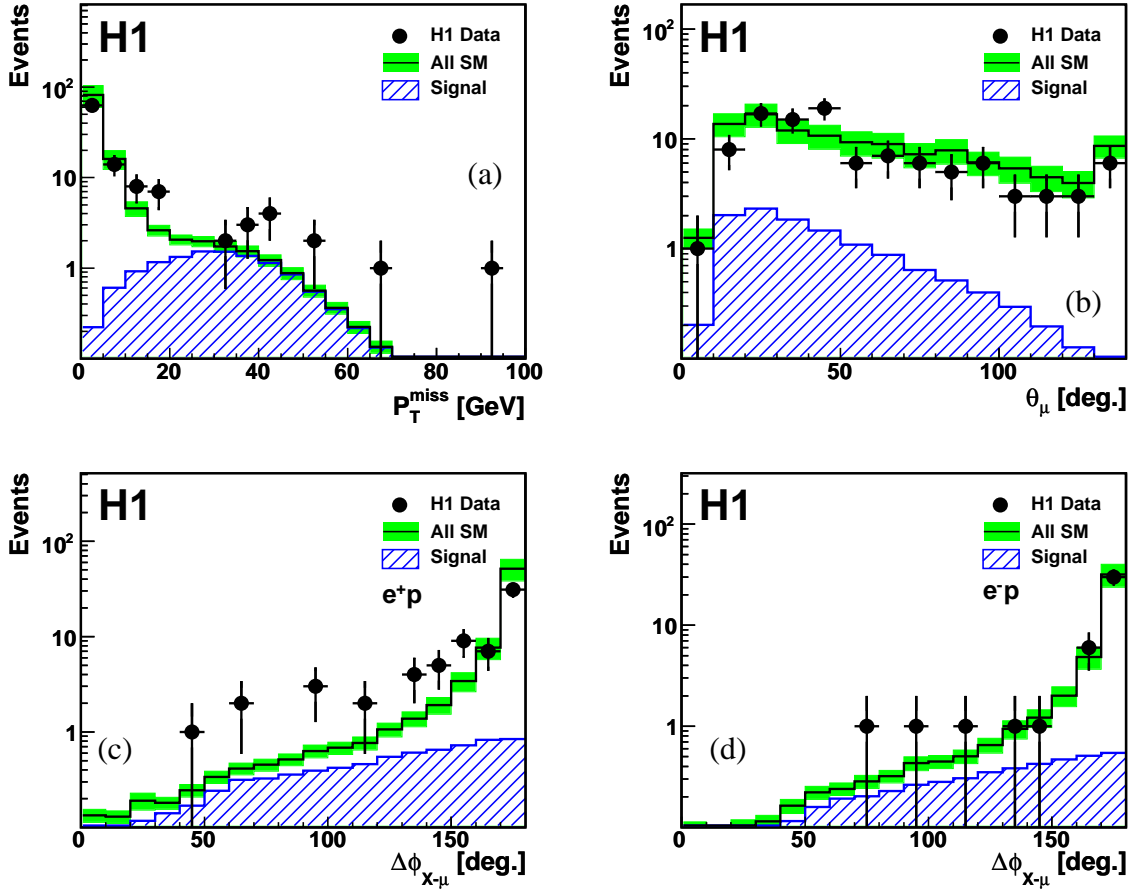 H1
Events
H1 Data
All SM
Signal
(a)
10²
10
1
0 20 40 60 80 100
P_T^miss [GeV]
H1
Events
H1 Data
All SM
Signal
(b)
10²
10
1
0 50 100
θ_μ [deg.]
H1
Events
H1 Data
All SM
Signal
e⁺p
(c)
10²
10
1
0 50 100 150
Δϕ_X-μ [deg.]
H1
Events
H1 Data
All SM
Signal
e⁻p
(d)
10²
10
1
0 50 100 150
Δϕ_X-μ [deg.]